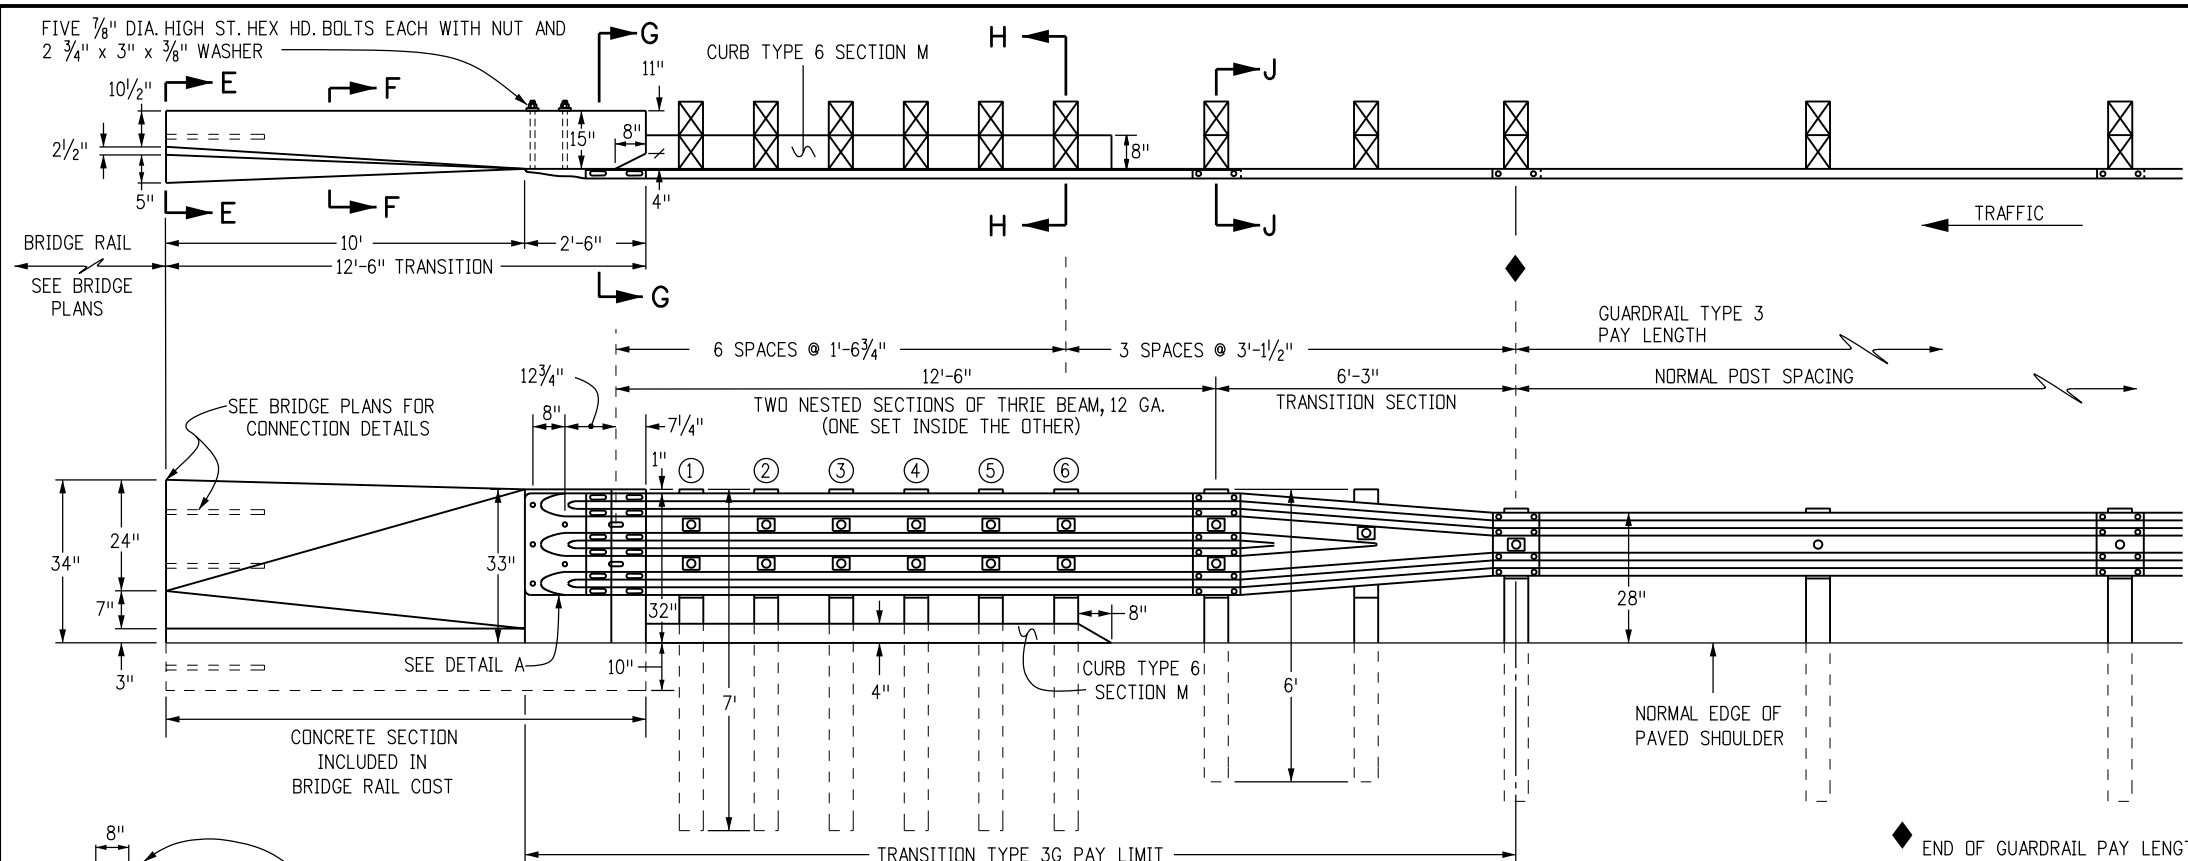 FIVE 7/8" DIA. HIGH ST. HEX HD. BOLTS EACH WITH NUT AND
2 3/4" x 3" x 3/8" WASHER
G
CURB TYPE 6 SECTION M
H
J
E
F
11"
10 1/2"
2 1/2"
15"
8"
8"
5"
4"
E
F
H
J
TRAFFIC
BRIDGE RAIL
10'
2'-6"
12'-6" TRANSITION
SEE BRIDGE
PLANS
G
GUARDRAIL TYPE 3
PAY LENGTH
6 SPACES @ 1'-6 3/4"
3 SPACES @ 3'-1 1/2"
12 3/4"
12'-6"
6'-3"
NORMAL POST SPACING
SEE BRIDGE PLANS FOR
CONNECTION DETAILS
8"
TWO NESTED SECTIONS OF THRIE BEAM, 12 GA.
(ONE SET INSIDE THE OTHER)
TRANSITION SECTION
7 1/4"
1"
1 2 3 4 5 6
34"
24"
33"
7"
32"
8"
28"
SEE DETAIL A
10"
3"
4"
CURB TYPE 6
SECTION M
7'
6'
NORMAL EDGE OF
PAVED SHOULDER
CONCRETE SECTION
INCLUDED IN
BRIDGE RAIL COST
8"
TRANSITION TYPE 3G PAY LIMIT
END OF GUARDRAIL PAY LENGT